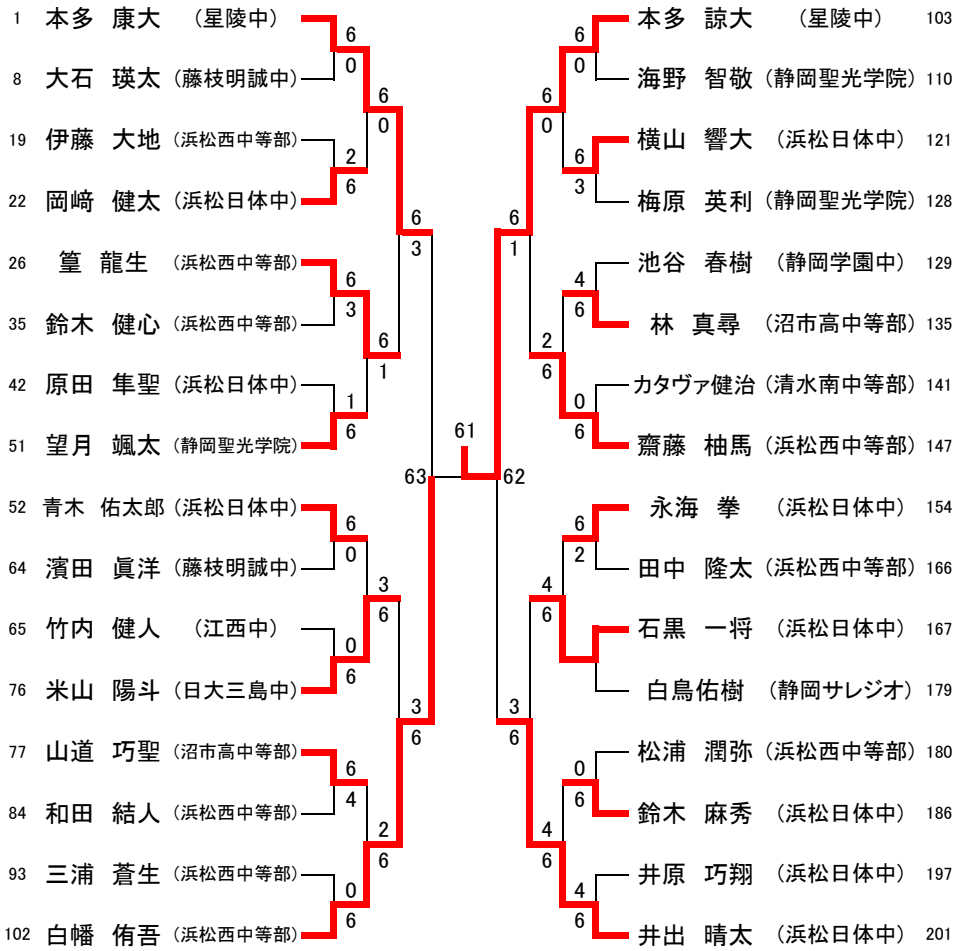 1 本多 康大 (星陵中)
6
0
8 大石 瑛太 (藤枝明誠中)
6
0
19 伊藤 大地 (浜松西中等部)
2
6
22 岡﨑 健太 (浜松日体中)
6
3
26 篁 龍生 (浜松西中等部)
6
3
35 鈴木 健心 (浜松西中等部)
6
1
42 原田 隼聖 (浜松日体中)
1
6
51 望月 颯太 (静岡聖光学院)
63
52 青木 佑太郎 (浜松日体中)
6
0
64 濱田 眞洋 (藤枝明誠中)
3
6
65 竹内 健人 (江西中)
0
6
76 米山 陽斗 (日大三島中)
3
6
77 山道 巧聖 (沼市高中等部)
6
4
84 和田 結人 (浜松西中等部)
2
6
93 三浦 蒼生 (浜松西中等部)
0
6
102 白幡 侑吾 (浜松西中等部)
61
本多 諒大 (星陵中) 103
6
0
海野 智敬 (静岡聖光学院) 110
6
0
横山 響大 (浜松日体中) 121
6
3
梅原 英利 (静岡聖光学院) 128
6
1
池谷 春樹 (静岡学園中) 129
4
6
林 真尋 (沼市高中等部) 135
2
6
カタヴァ健治 (清水南中等部) 141
0
6
齋藤 柚馬 (浜松西中等部) 147
62
永海 拳 (浜松日体中) 154
6
2
田中 隆太 (浜松西中等部) 166
4
6
石黒 一将 (浜松日体中) 167
白鳥佑樹 (静岡サレジオ) 179
3
6
松浦 潤弥 (浜松西中等部) 180
0
6
鈴木 麻秀 (浜松日体中) 186
4
6
井原 巧翔 (浜松日体中) 197
4
6
井出 晴太 (浜松日体中) 201